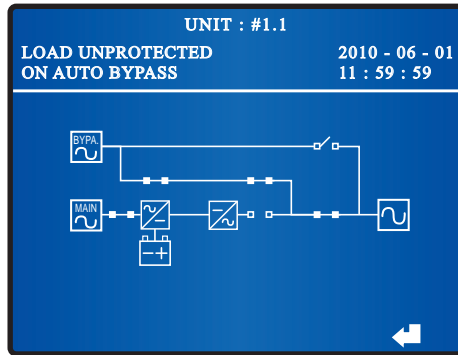 UNIT : #1.1
LOAD UNPROTECTED
2010 - 06 - 01
ON AUTO BYPASS
11 : 59 : 59
BYPA.
MAIN